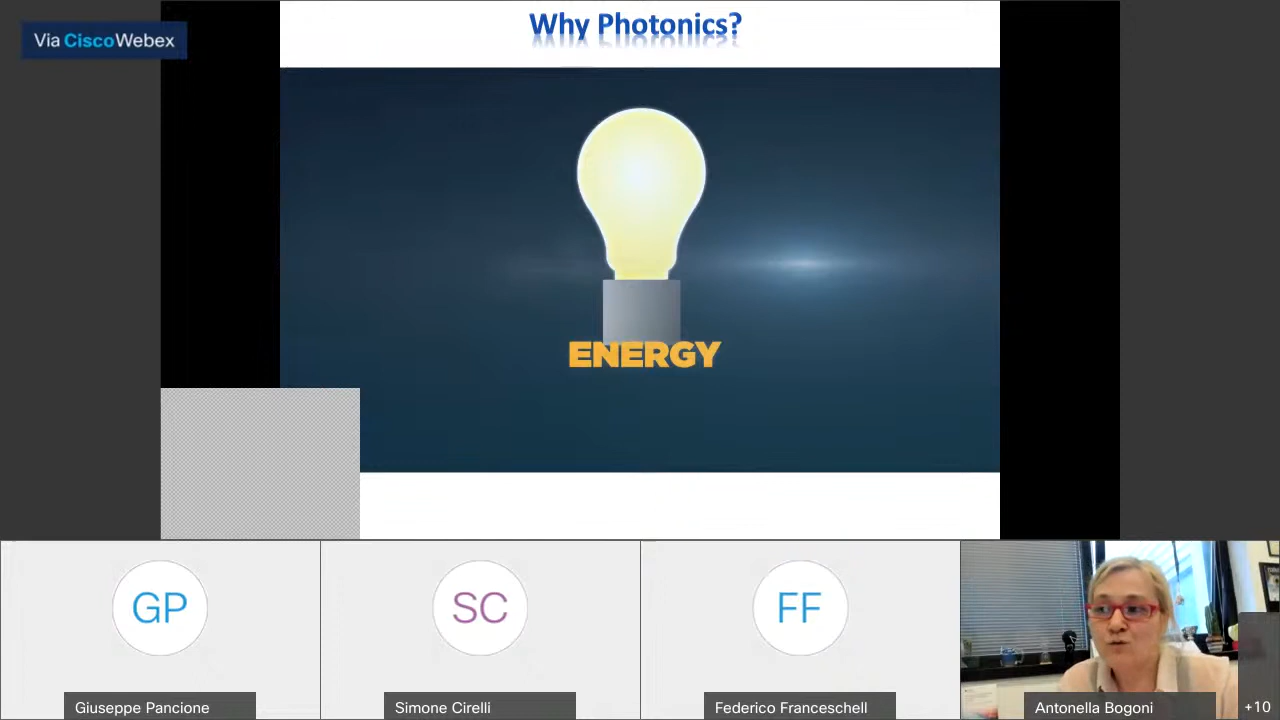 Why Photonics?
Via CiscoWebex
ENERGY
GP
SC
FF
Giuseppe Pancione
Simone Cirelli
Federico Franceschell
Antonella Bogoni
+10